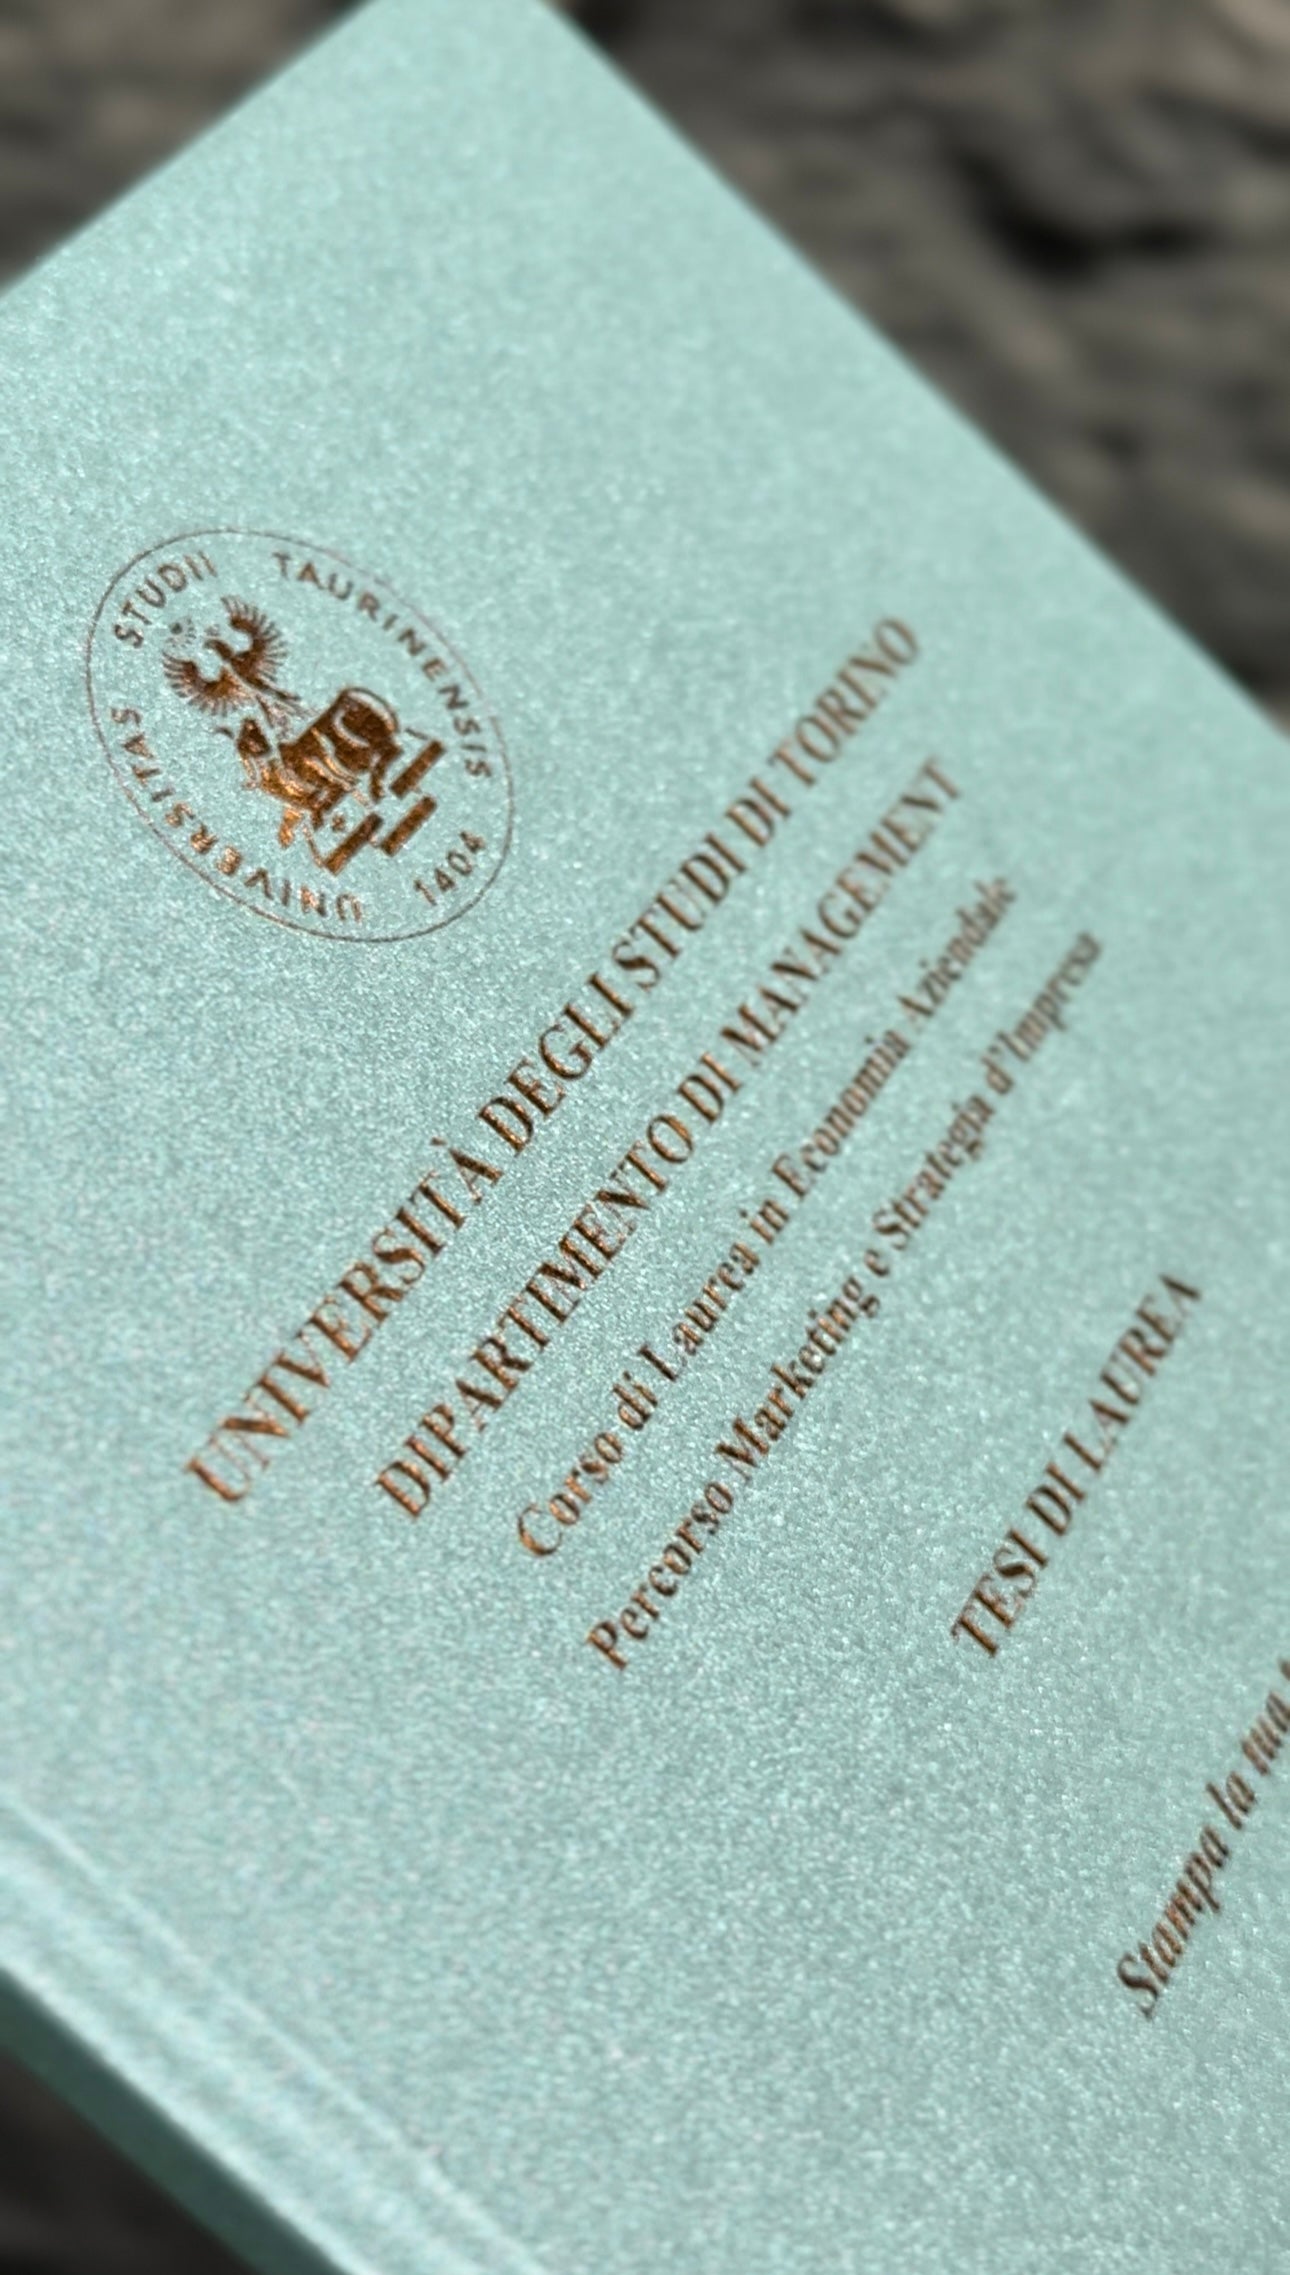 UNIVERSITAS STUDII TAURINENSIS
1404
UNIVERSITÀ DEGLI STUDI DI TORINO
DIPARTIMENTO DI MANAGEMENT
Corso di Laurea in Economia Aziendale
Percorso Marketing e Strategia d'Impresa
TESI DI LAUREA
Stampa la tua